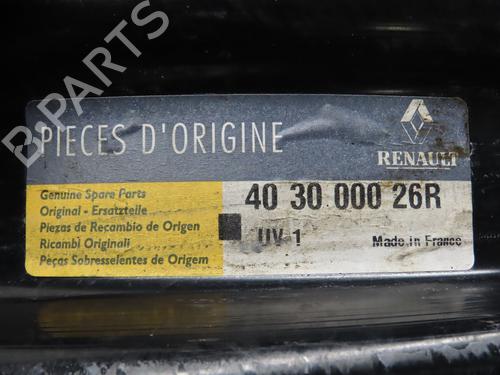 BPARTS
PIECES D'ORIGINE
RENAULT
Genuine Spare Parts
Original - Ersatzteile
Piezas de Recambio de Origen
Ricambi Originali
Peças Sobresselentes de Origem
40 30 000 26R
UV 1
Made in France